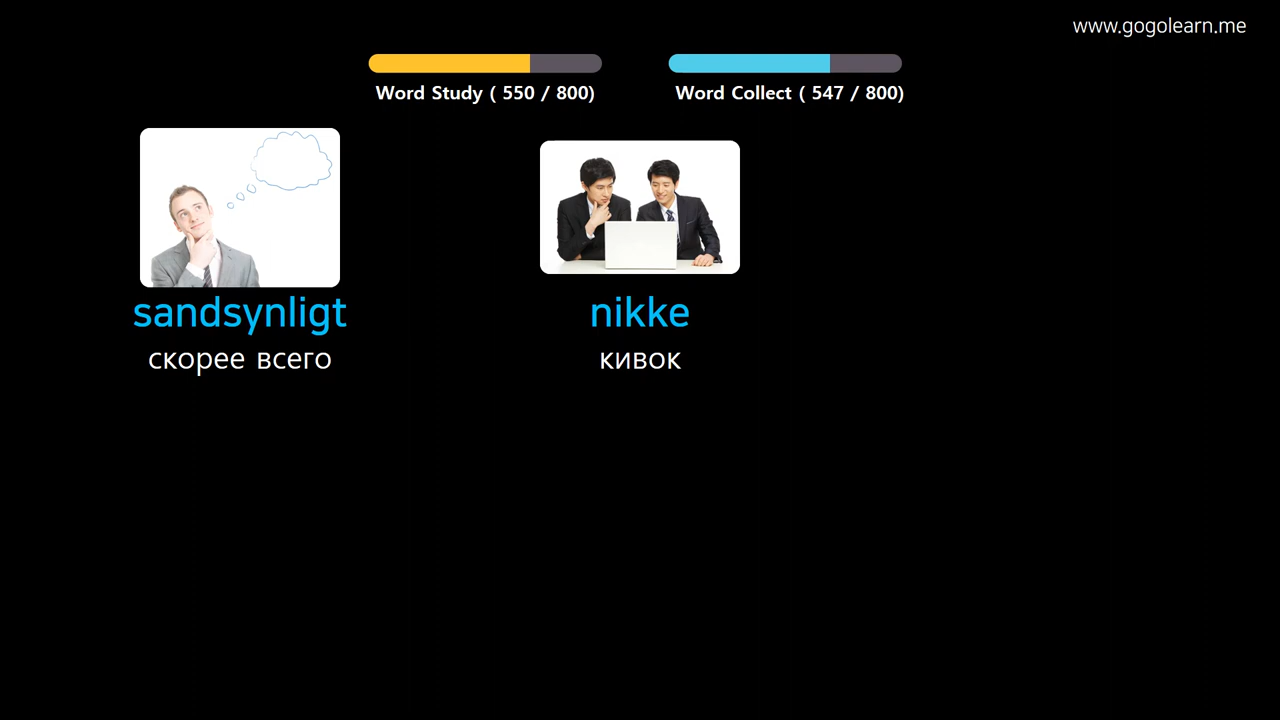 www.gogolearn.me
Word Study ( 550 / 800)
Word Collect ( 547 / 800)
sandsynligt
скорее всего
nikke
кивок